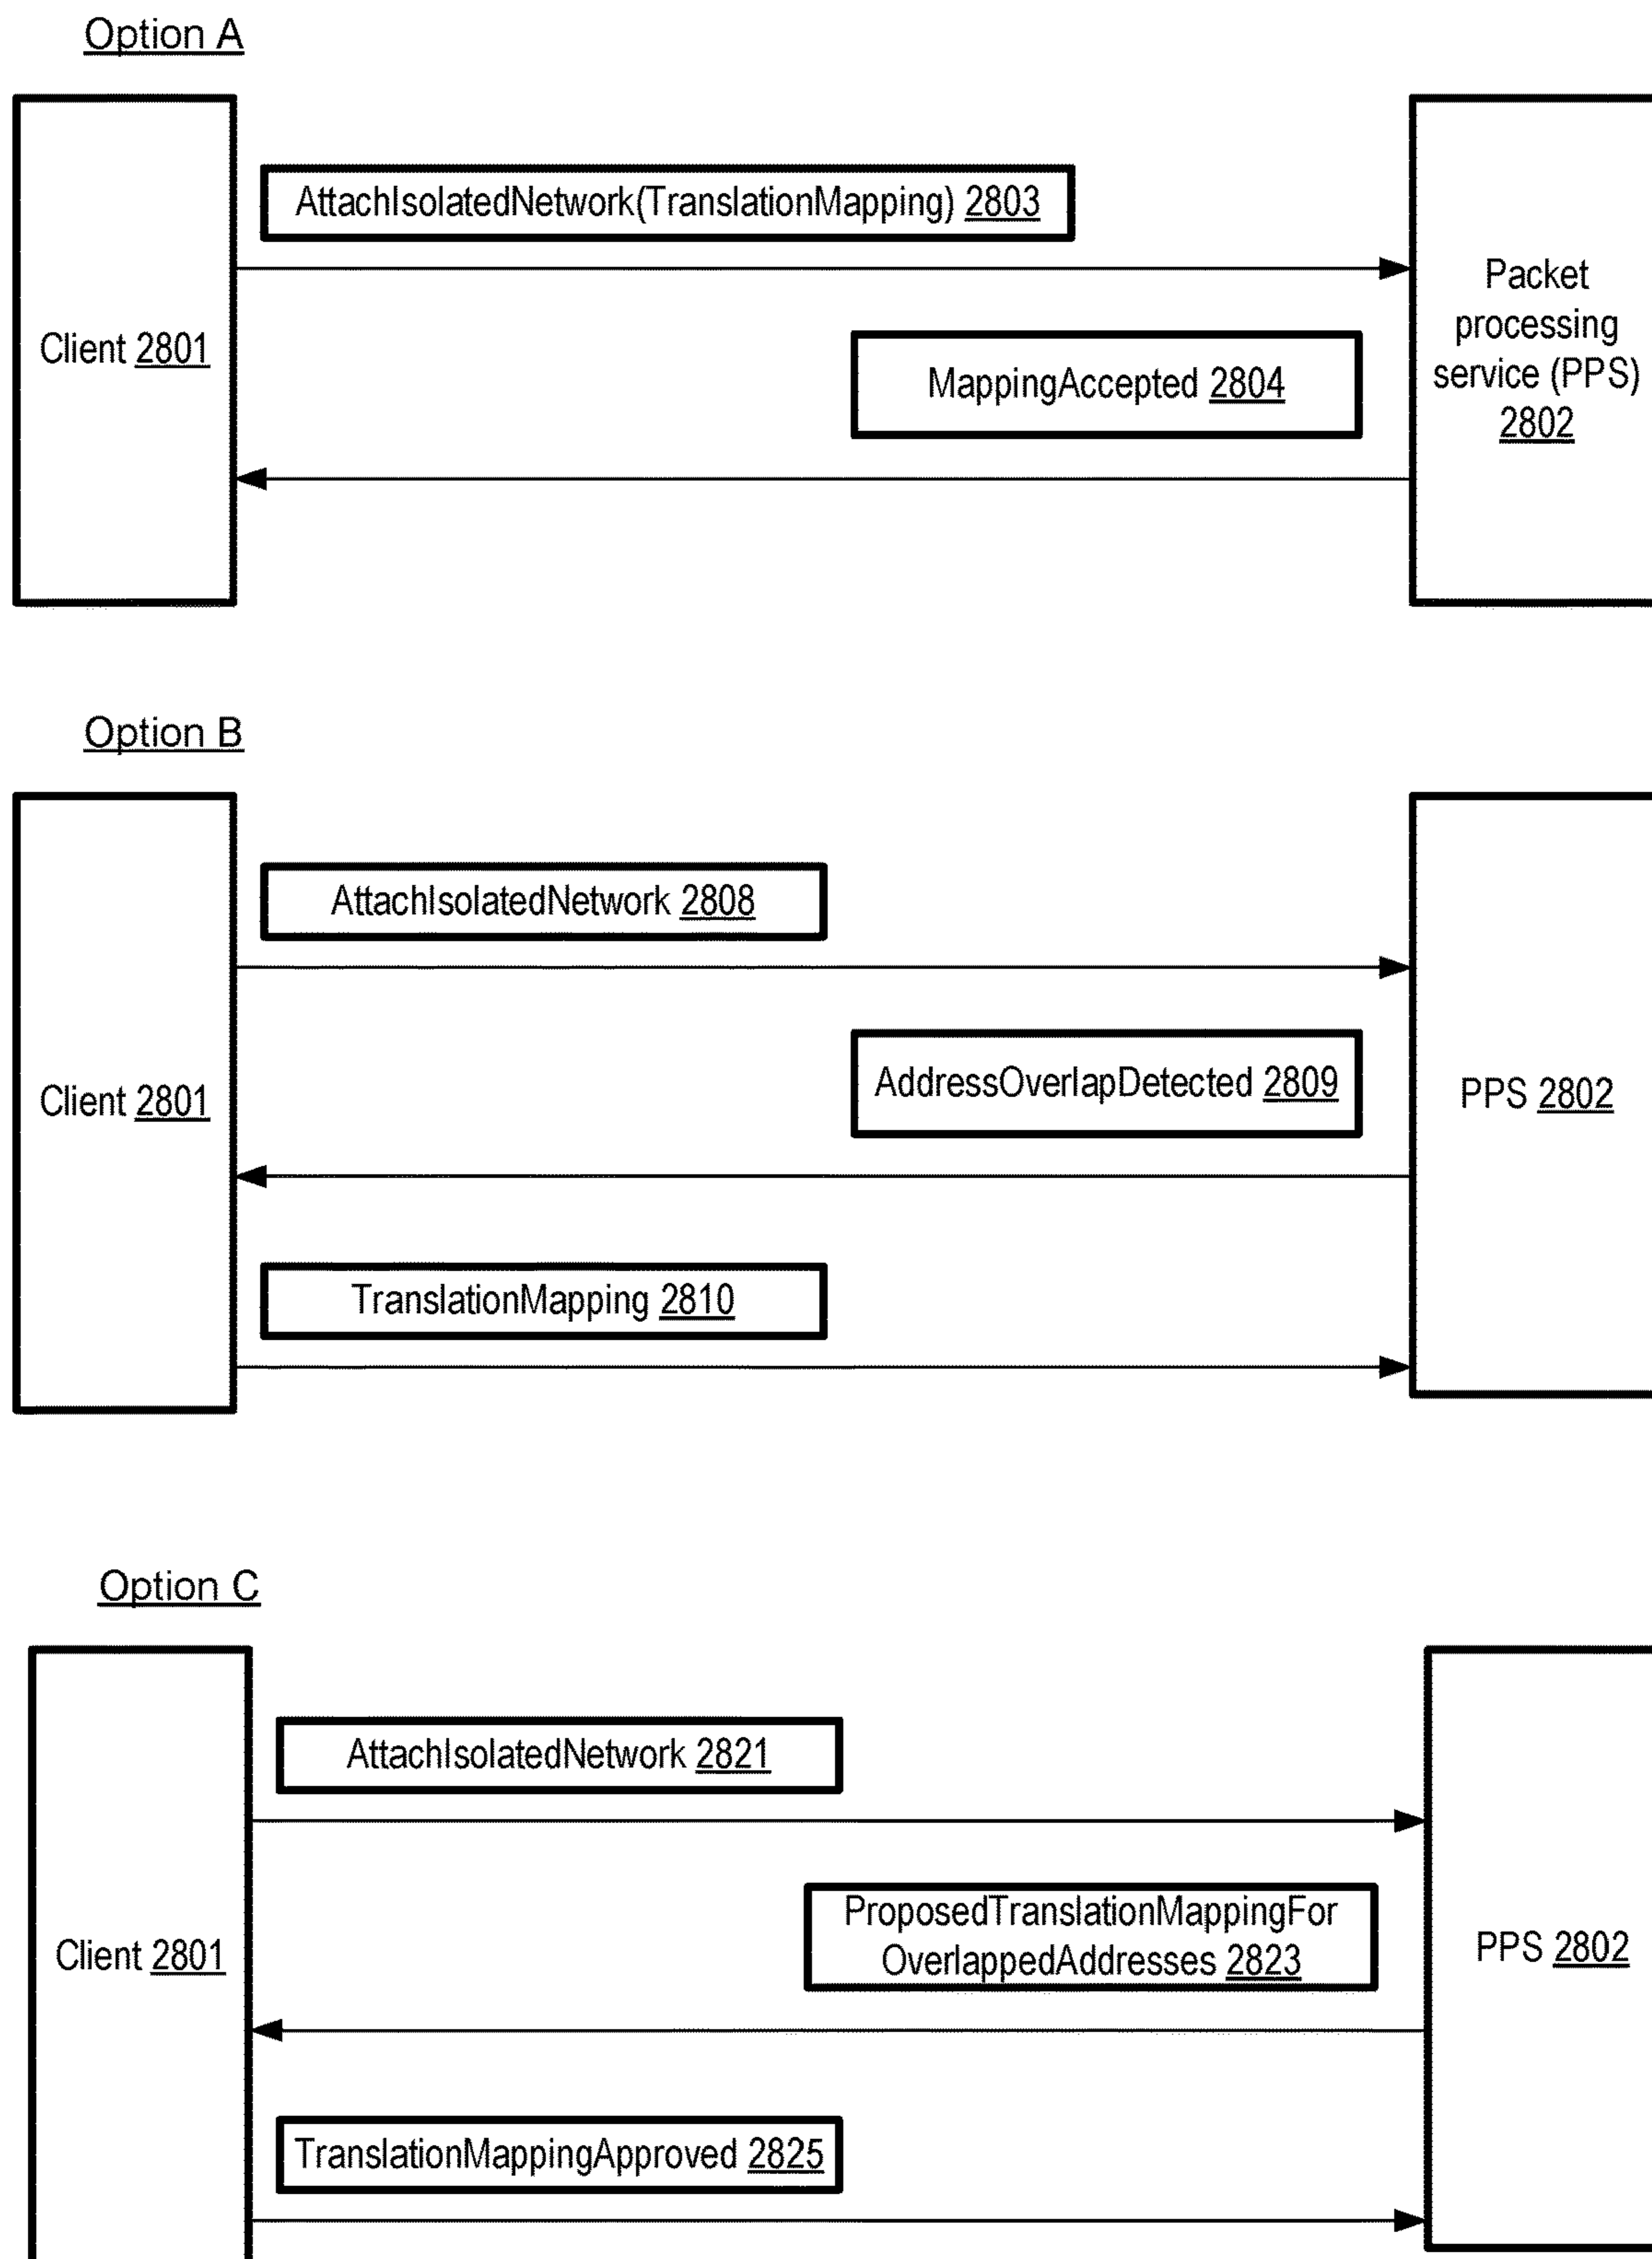 Option A
AttachIsolatedNetwork(TranslationMapping) 2803
Client 2801
Packet
processing
service (PPS)
2802
MappingAccepted 2804
Option B
AttachIsolatedNetwork 2808
Client 2801
AddressOverlapDetected 2809
PPS 2802
TranslationMapping 2810
Option C
AttachIsolatedNetwork 2821
Client 2801
ProposedTranslationMappingFor
OverlappedAddresses 2823
PPS 2802
TranslationMappingApproved 2825